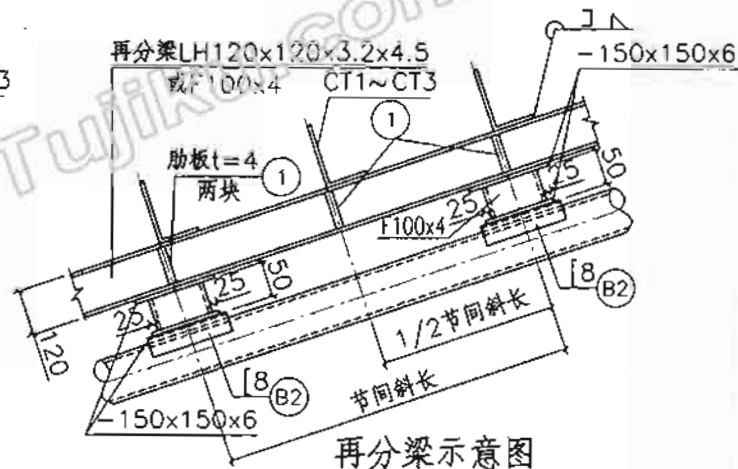 再分梁LH120x120x3.2x4.5
或F100x4
CT1~CT3
-150x150x6
3
1
肋板t=4
两块
1
25
50
25
F100x4
[8
B2
25
50
25
120
[8
B2
-150x150x6
1/2节间斜长
节间斜长
再分梁示意图
Tujiku.com